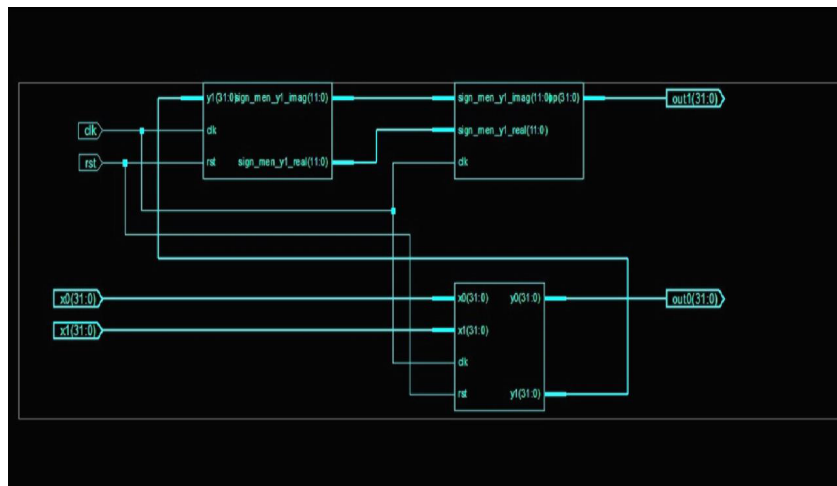 y1(31:0) sign_men_y1_imag(11:0)
clk
rst sign_men_y1_real(11:0)
sign_men_y1_imag(11:0) op(31:0)
sign_men_y1_real(11:0)
clk
out1(31:0)
clk
rst
x0(31:0)
x1(31:0)
x0(31:0) y0(31:0)
x1(31:0)
clk
rst y1(31:0)
out0(31:0)